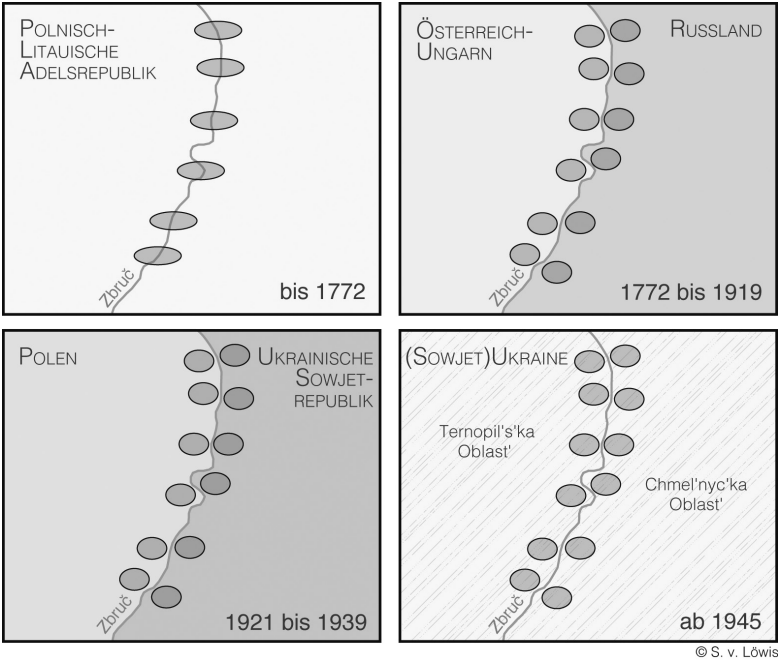 POLNISCH-
LITAUISCHE
ADELSREPUBLIK
Zbruč
bis 1772
ÖSTERREICH-
UNGARN
RUSSLAND
Zbruč
1772 bis 1919
POLEN
UKRAINISCHE
SOWJET-
REPUBLIK
Zbruč
1921 bis 1939
(SOWJET)UKRAINE
Ternopil's'ka
Oblast'
Chmel'nyc'ka
Oblast'
Zbruč
ab 1945
© S. v. Löwis